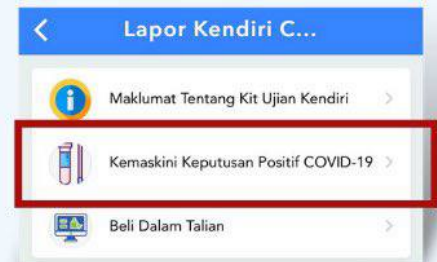 Lapor Kendiri C...
Maklumat Tentang Kit Ujian Kendiri
Kemaskini Keputusan Positif COVID-19
Beli Dalam Talian